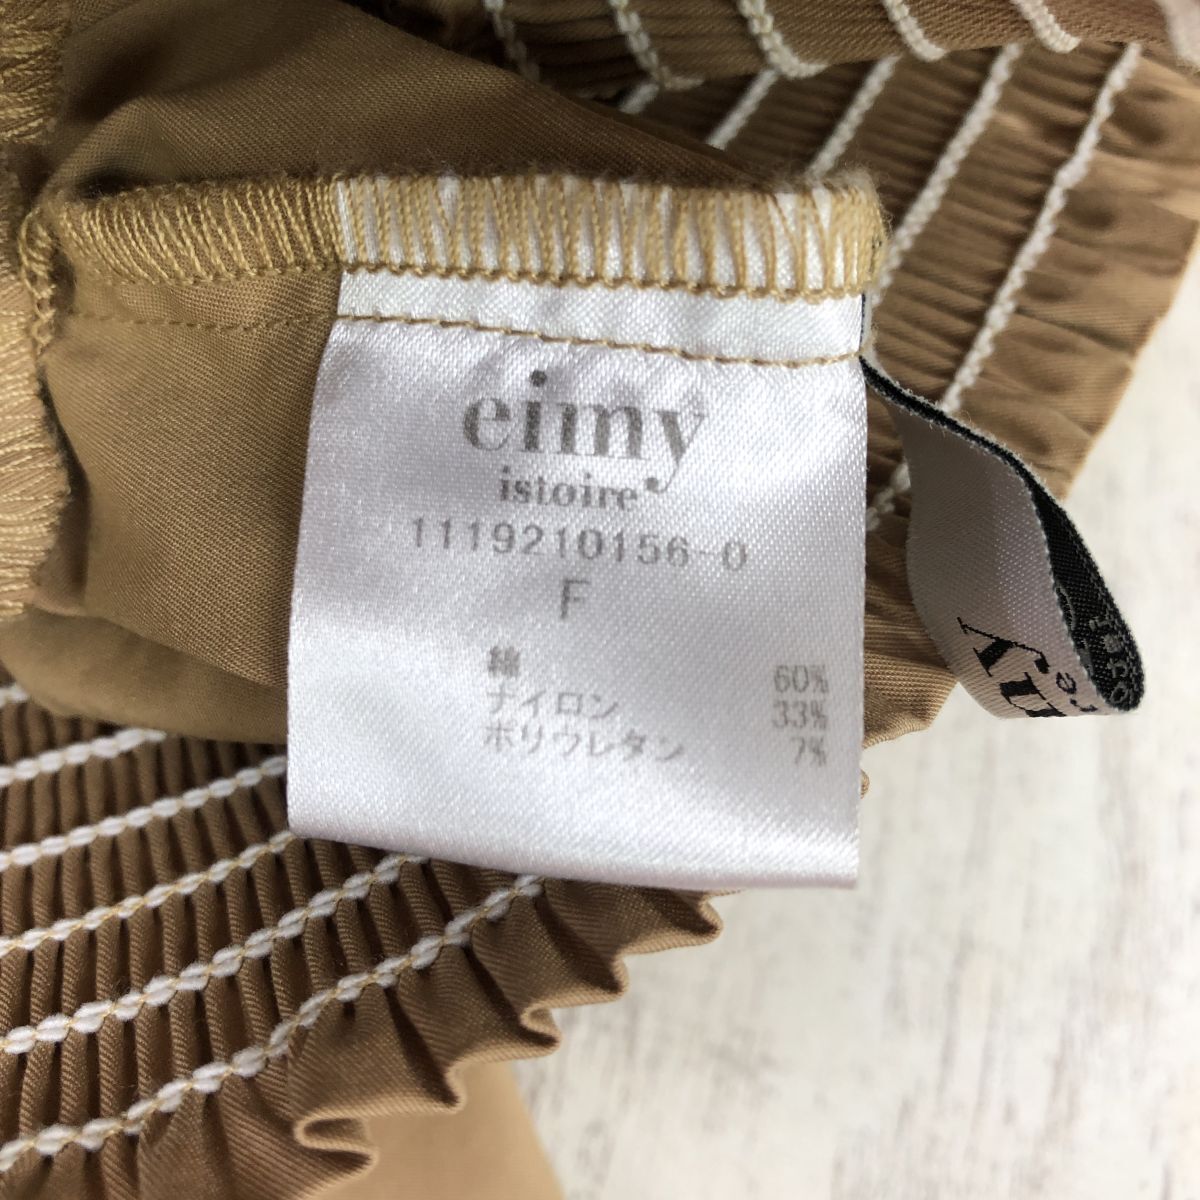 eimy
istoire
1119210156-0
F
綿 60%
ナイロン 33%
ポリウレタン 7%